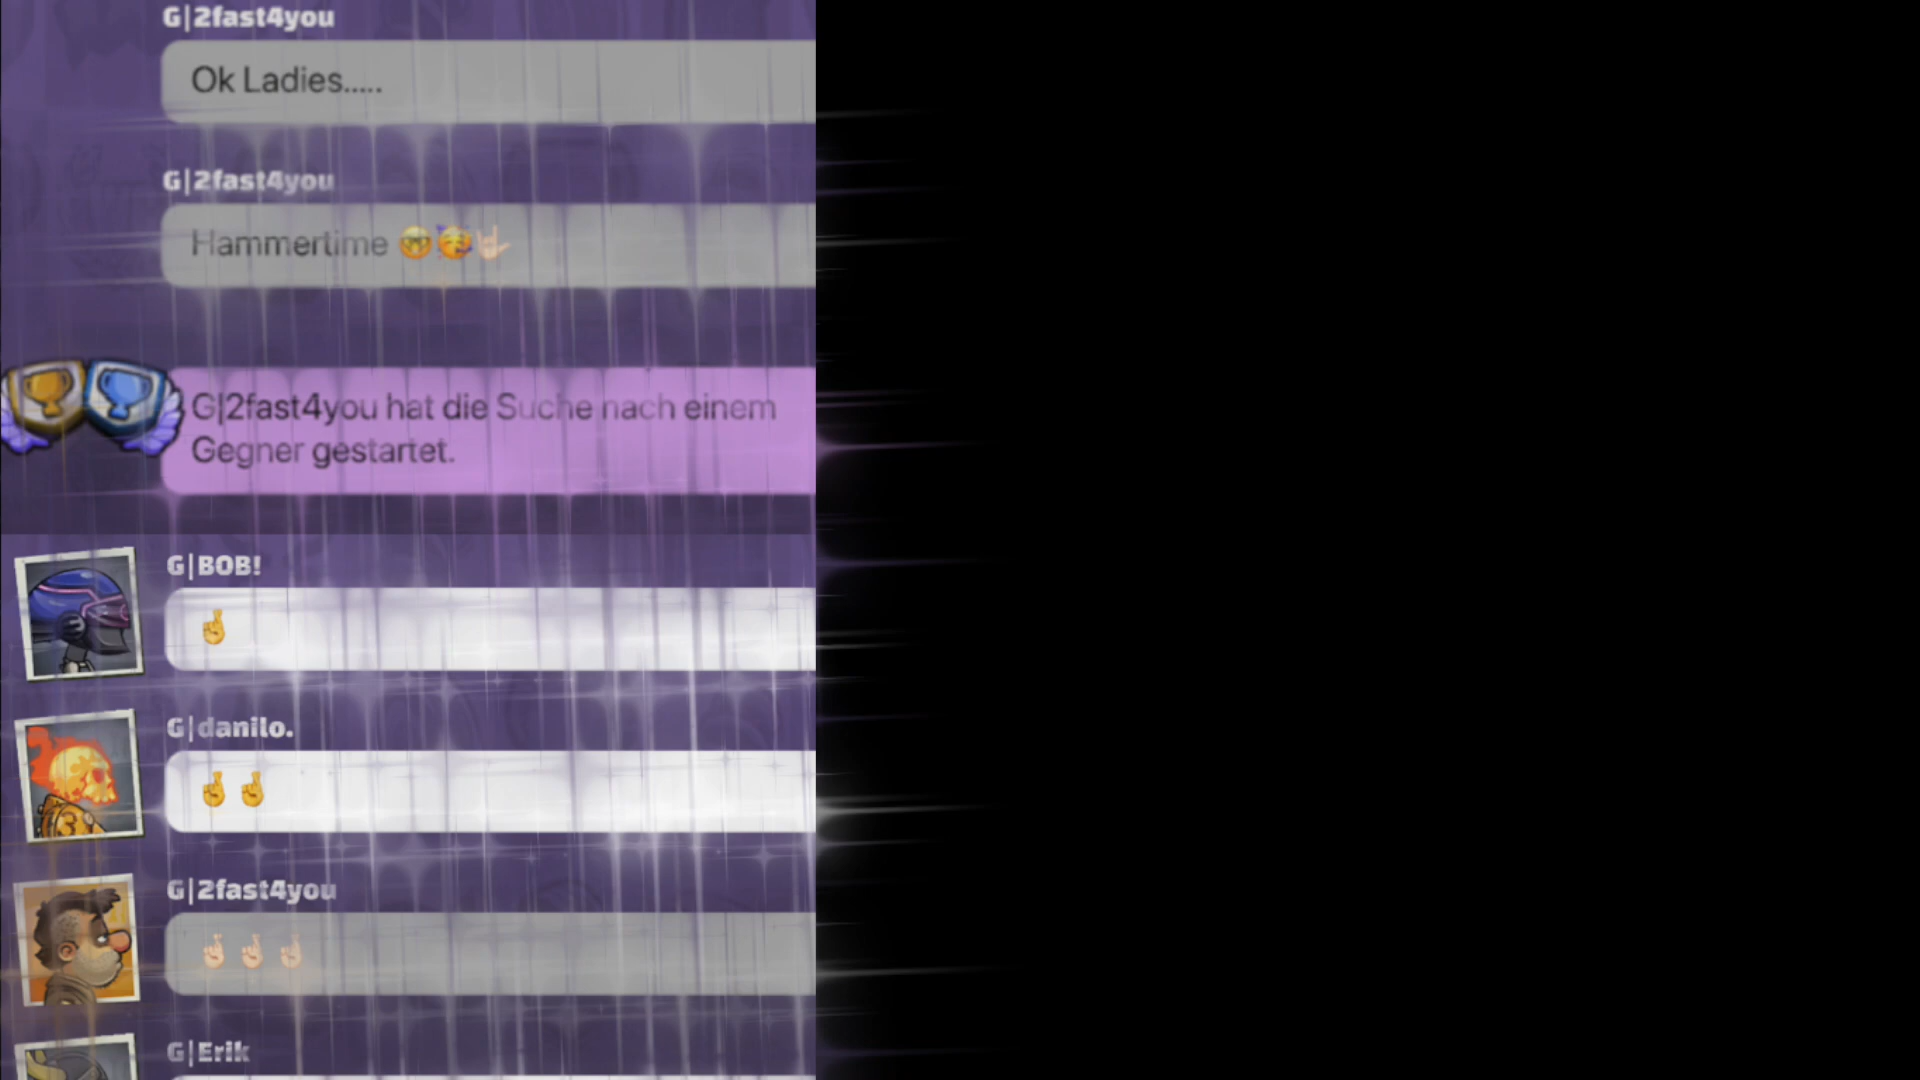 G|2fast4you
Ok Ladies.....
G|2fast4you
Hammertime 🤓🥳🤟🏻
G|2fast4you hat die Suche nach einem
Gegner gestartet.
G|BOB!
🤞
G|danilo.
🤞 🤞
G|2fast4you
🤞🏻 🤞🏻 🤞🏻
G|Erik